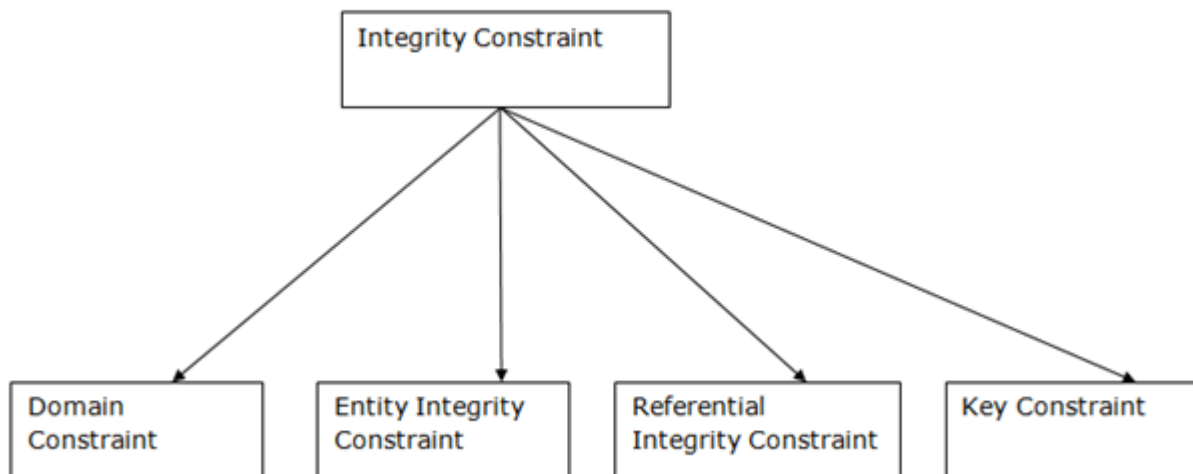 Integrity Constraint
Domain
Constraint
Entity Integrity
Constraint
Referential
Integrity Constraint
Key Constraint